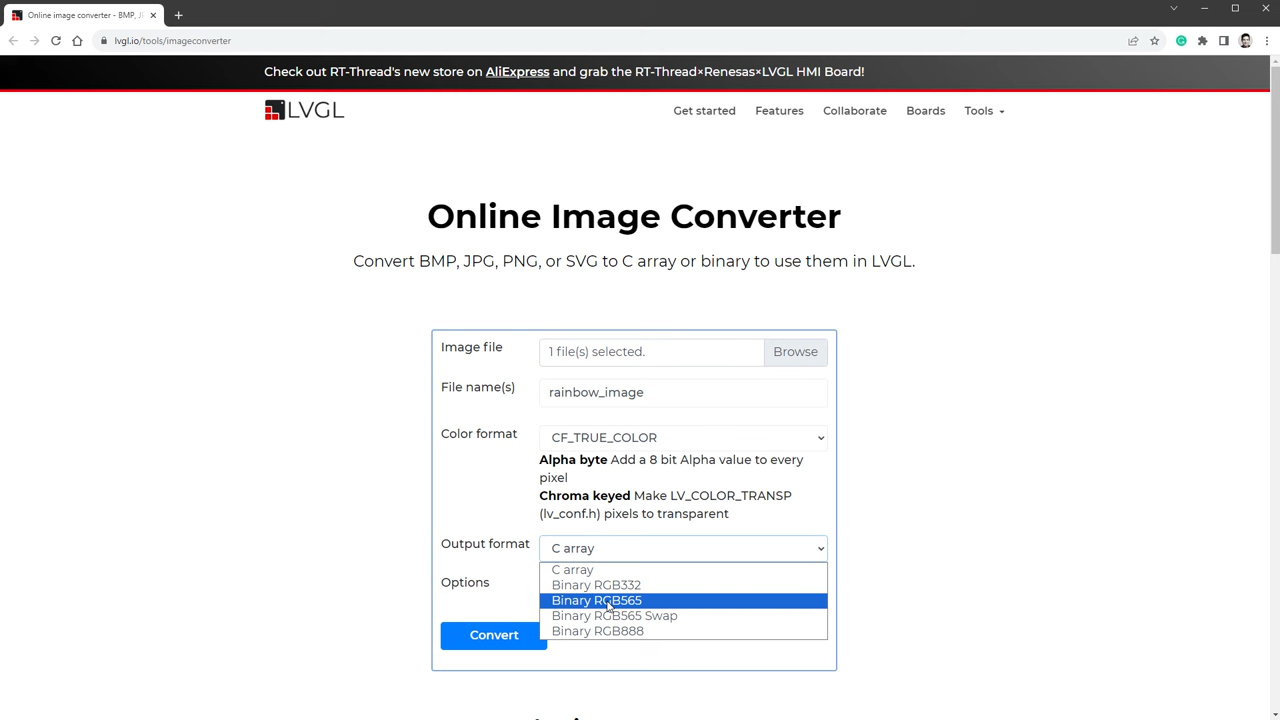 Online image converter - BMP, J
lvgl.io/tools/imageconverter
Check out RT-Thread's new store on AliExpress and grab the RT-Thread×Renesas×LVGL HMI Board!
LVGL
Get started
Features
Collaborate
Boards
Tools
Online Image Converter
Convert BMP, JPG, PNG, or SVG to C array or binary to use them in LVGL.
Image file
1 file(s) selected.
Browse
File name(s)
rainbow_image
Color format
CF_TRUE_COLOR
Alpha byte Add a 8 bit Alpha value to every
pixel
Chroma keyed Make LV_COLOR_TRANSP
(lv_conf.h) pixels to transparent
Output format
C array
C array
Options
Binary RGB332
Binary RGB565
Binary RGB565 Swap
Binary RGB888
Convert